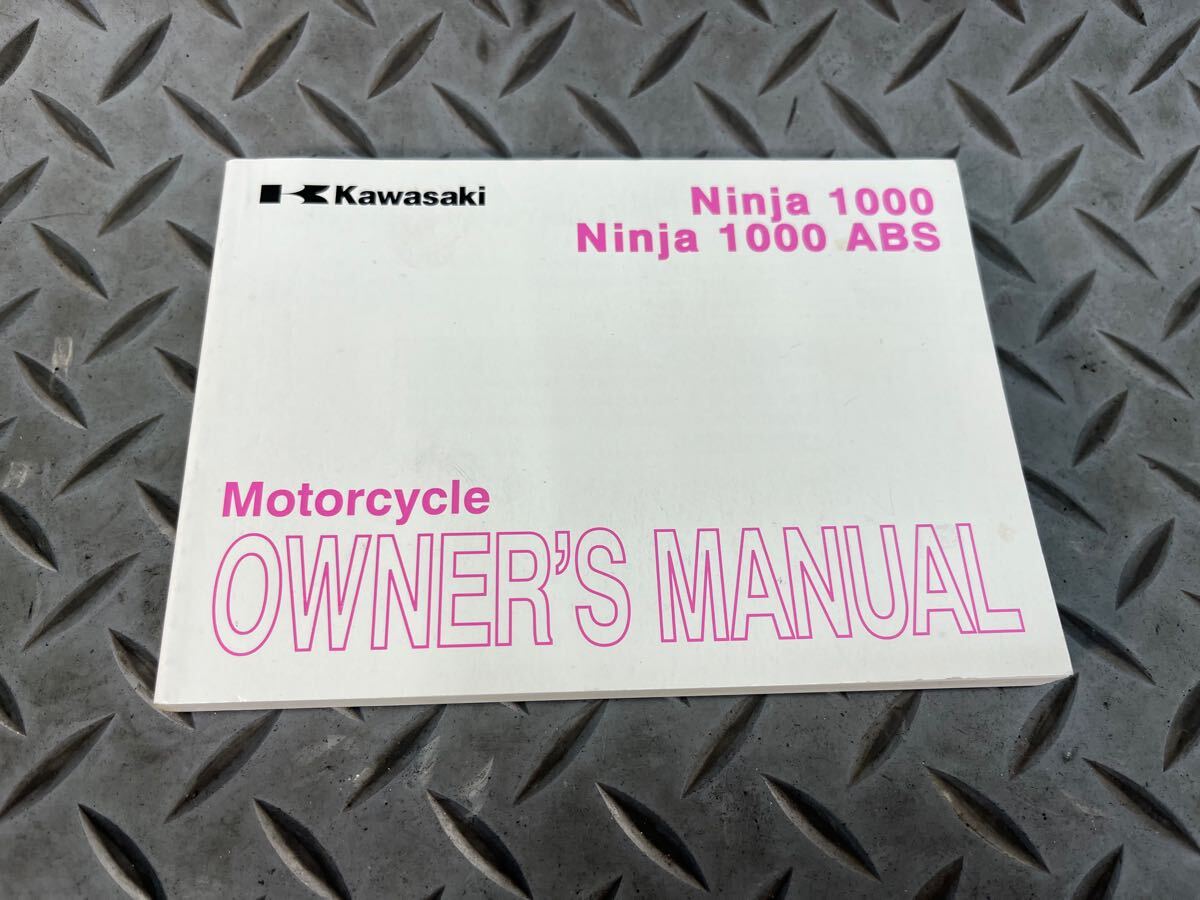 Kawasaki
Ninja 1000
Ninja 1000 ABS
Motorcycle
OWNER'S MANUAL